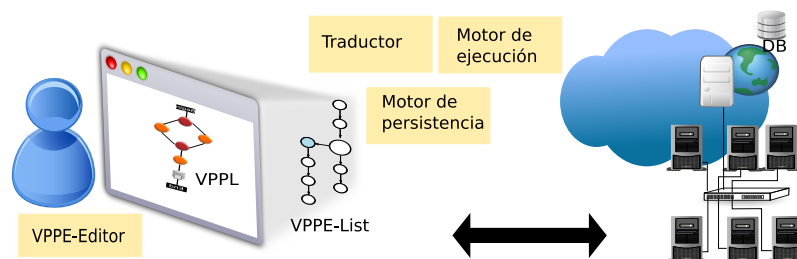 Traductor
Motor de
ejecución
DB
Motor de
persistencia
VPPL
VPPE-List
VPPE-Editor